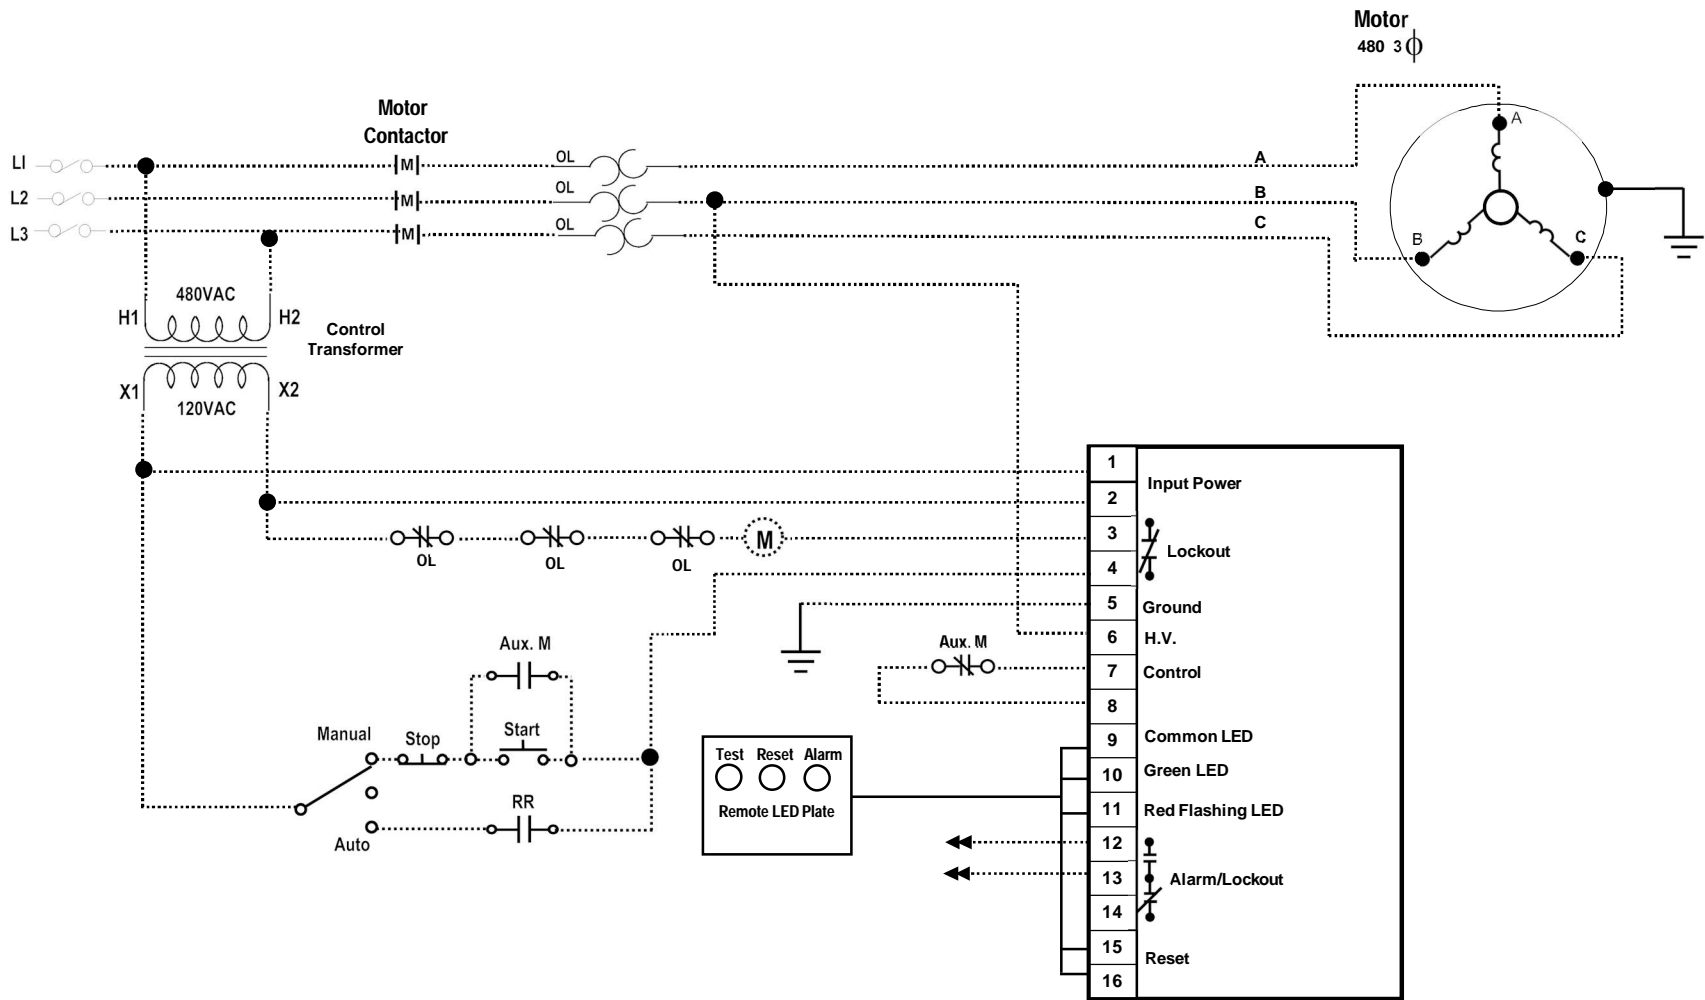 Motor
480 3ϕ
Motor
Contactor
L1
M
OL
A
L2
M
OL
B
L3
M
OL
C
A
B
C
480VAC
H1
H2
Control
Transformer
X1
X2
120VAC
1
Input Power
2
OL
OL
OL
M
3
Lockout
4
5
Ground
6
H.V.
Aux. M
Aux. M
7
Control
8
Manual
Stop
Start
9
Common LED
Test Reset Alarm
10
Green LED
RR
Remote LED Plate
11
Red Flashing LED
Auto
12
13
Alarm/Lockout
14
15
Reset
16